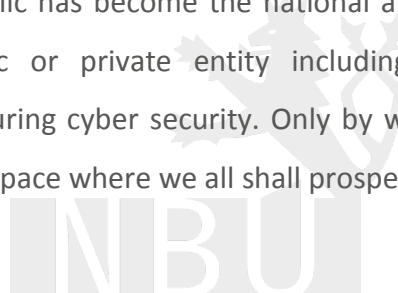 lic has become the national a
c or private entity including
uring cyber security. Only by w
pace where we all shall prospe
NBU